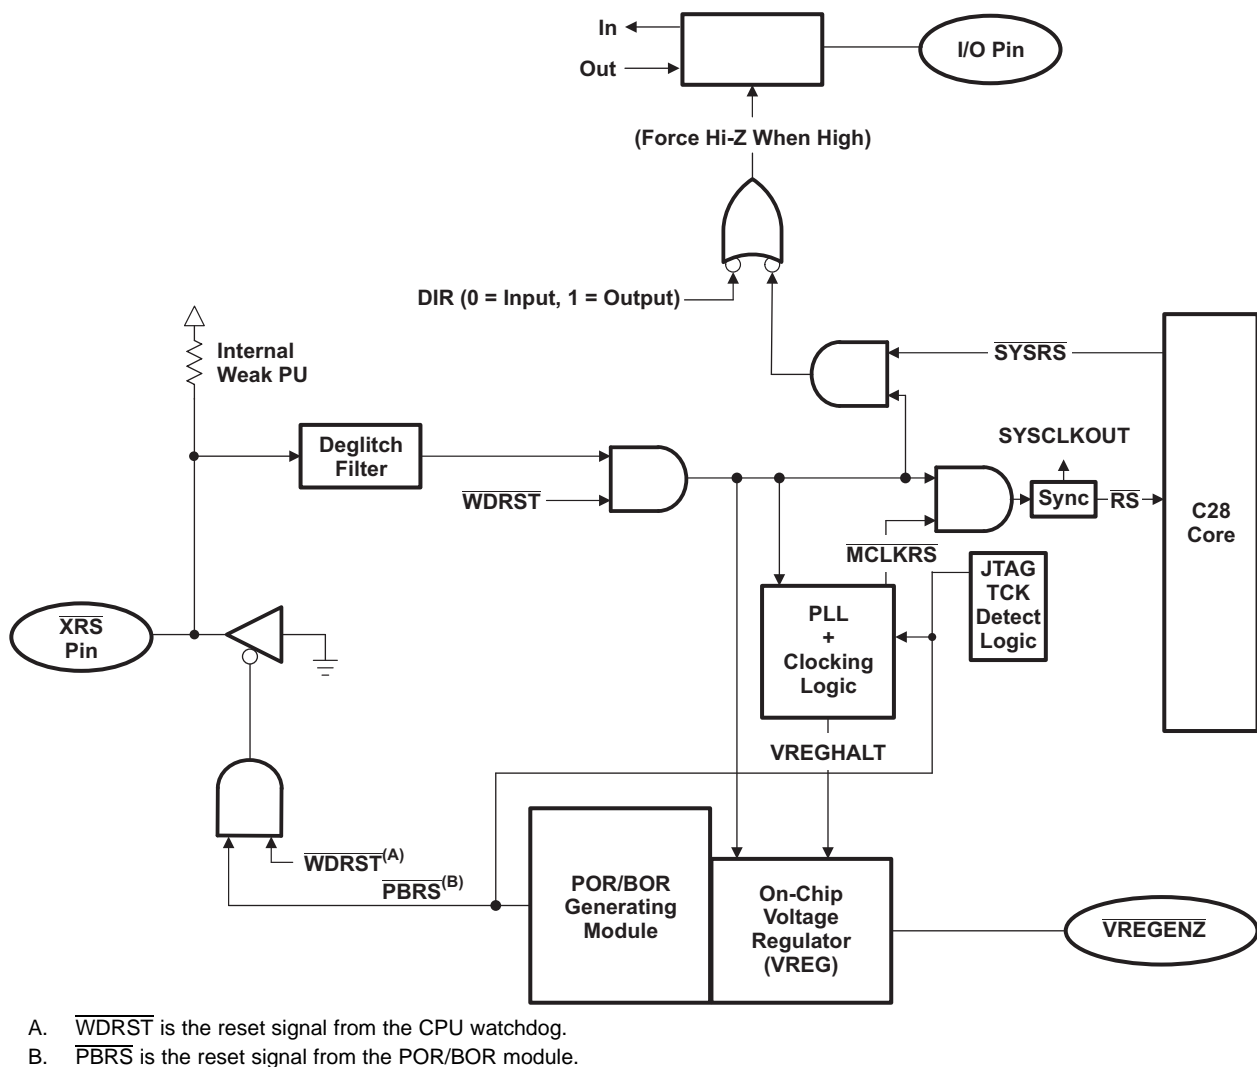 In
Out
I/O Pin
(Force Hi-Z When High)
DIR (0 = Input, 1 = Output)
Internal
Weak PU
SYSRS
SYSCLKOUT
Deglitch
Filter
WDRST
Sync
RS
C28
Core
MCLKRS
JTAG
TCK
Detect
Logic
PLL
+
Clocking
Logic
XRS
Pin
VREGHALT
WDRST(A)
PBRS(B)
POR/BOR
Generating
Module
On-Chip
Voltage
Regulator
(VREG)
VREGENZ
A. WDRST is the reset signal from the CPU watchdog.
B. PBRS is the reset signal from the POR/BOR module.